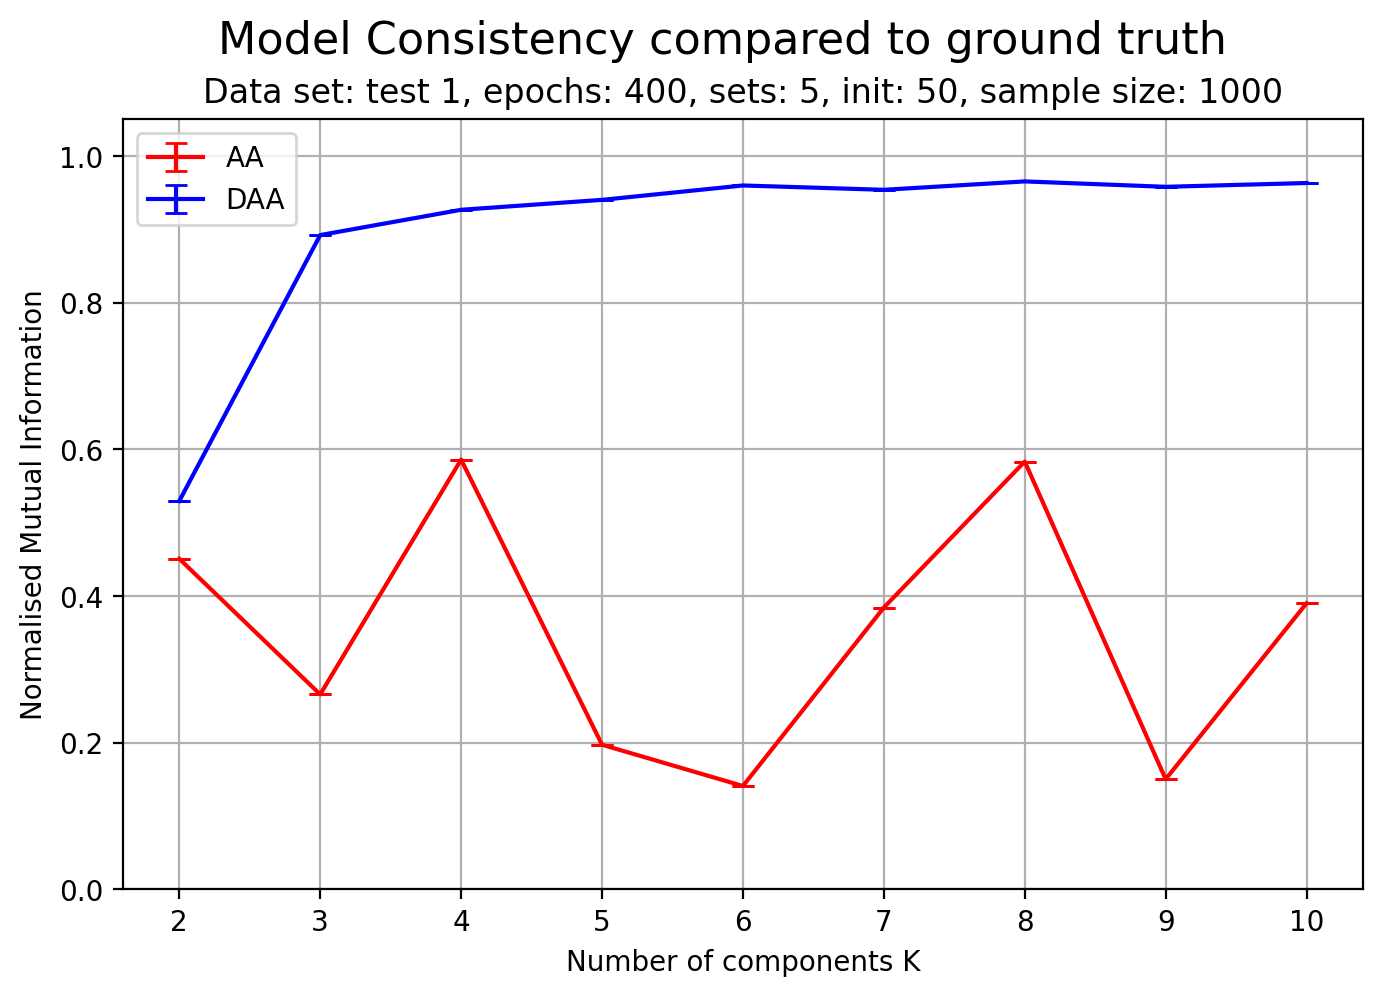 Model Consistency compared to ground truth
Data set: test 1, epochs: 400, sets: 5, init: 50, sample size: 1000
AA
DAA
Normalised Mutual Information
1.0
0.8
0.6
0.4
0.2
0.0
2 3 4 5 6 7 8 9 10
Number of components K